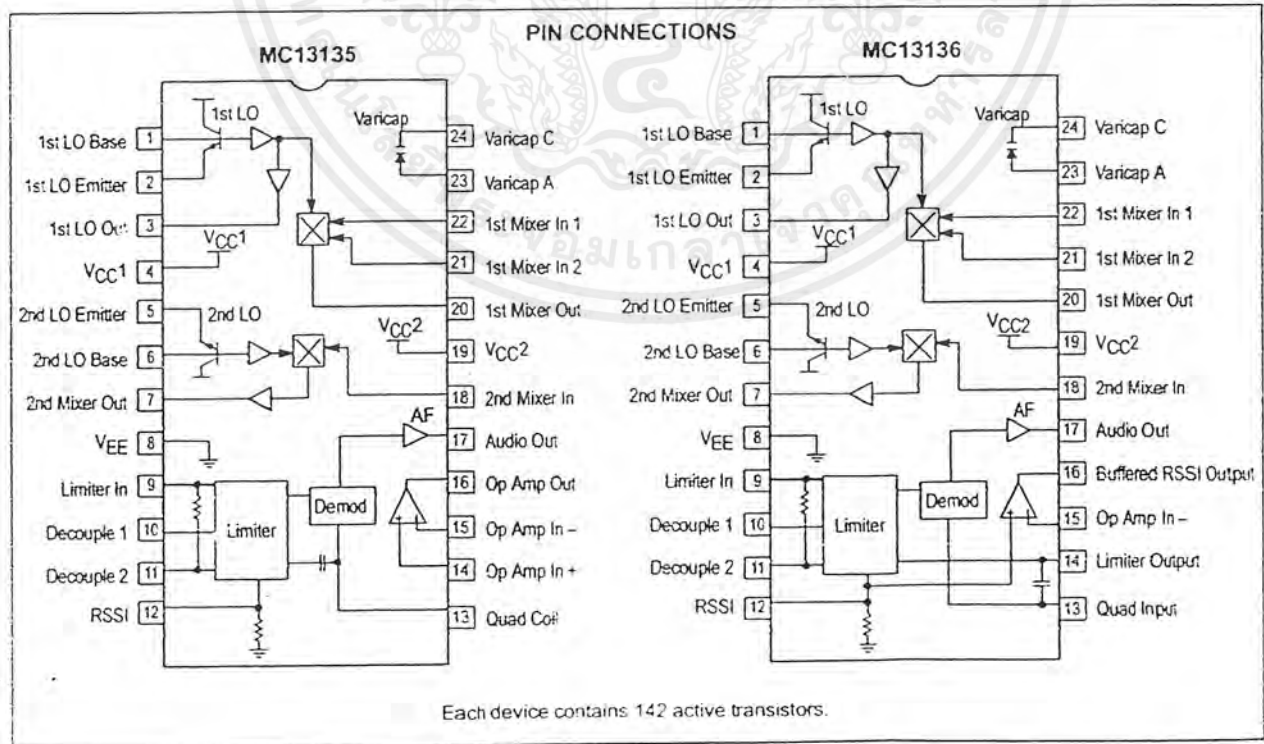 PIN CONNECTIONS
MC13135
1st LO
Varicap
1st LO Base 1
1st LO Emitter 2
1st LO Out 3
VCC1
VCC1 4
2nd LO Emitter 5
2nd LO
2nd LO Base 6
2nd Mixer Out 7
VEE 8
Limiter In 9
Decouple 1 10
Decouple 2 11
RSSI 12
Limiter
Demod
AF
VCC2
24 Varicap C
23 Varicap A
22 1st Mixer In 1
21 1st Mixer In 2
20 1st Mixer Out
19 VCC2
18 2nd Mixer In
17 Audio Out
16 Op Amp Out
15 Op Amp In –
14 Op Amp In +
13 Quad Coil
MC13136
1st LO
Varicap
1st LO Base 1
1st LO Emitter 2
1st LO Out 3
VCC1
VCC1 4
2nd LO Emitter 5
2nd LO
2nd LO Base 6
2nd Mixer Out 7
VEE 8
Limiter In 9
Decouple 1 10
Decouple 2 11
RSSI 12
Limiter
Demod
AF
VCC2
24 Varicap C
23 Varicap A
22 1st Mixer In 1
21 1st Mixer In 2
20 1st Mixer Out
19 VCC2
18 2nd Mixer In
17 Audio Out
16 Buffered RSSI Output
15 Op Amp In –
14 Limiter Output
13 Quad Input
Each device contains 142 active transistors.